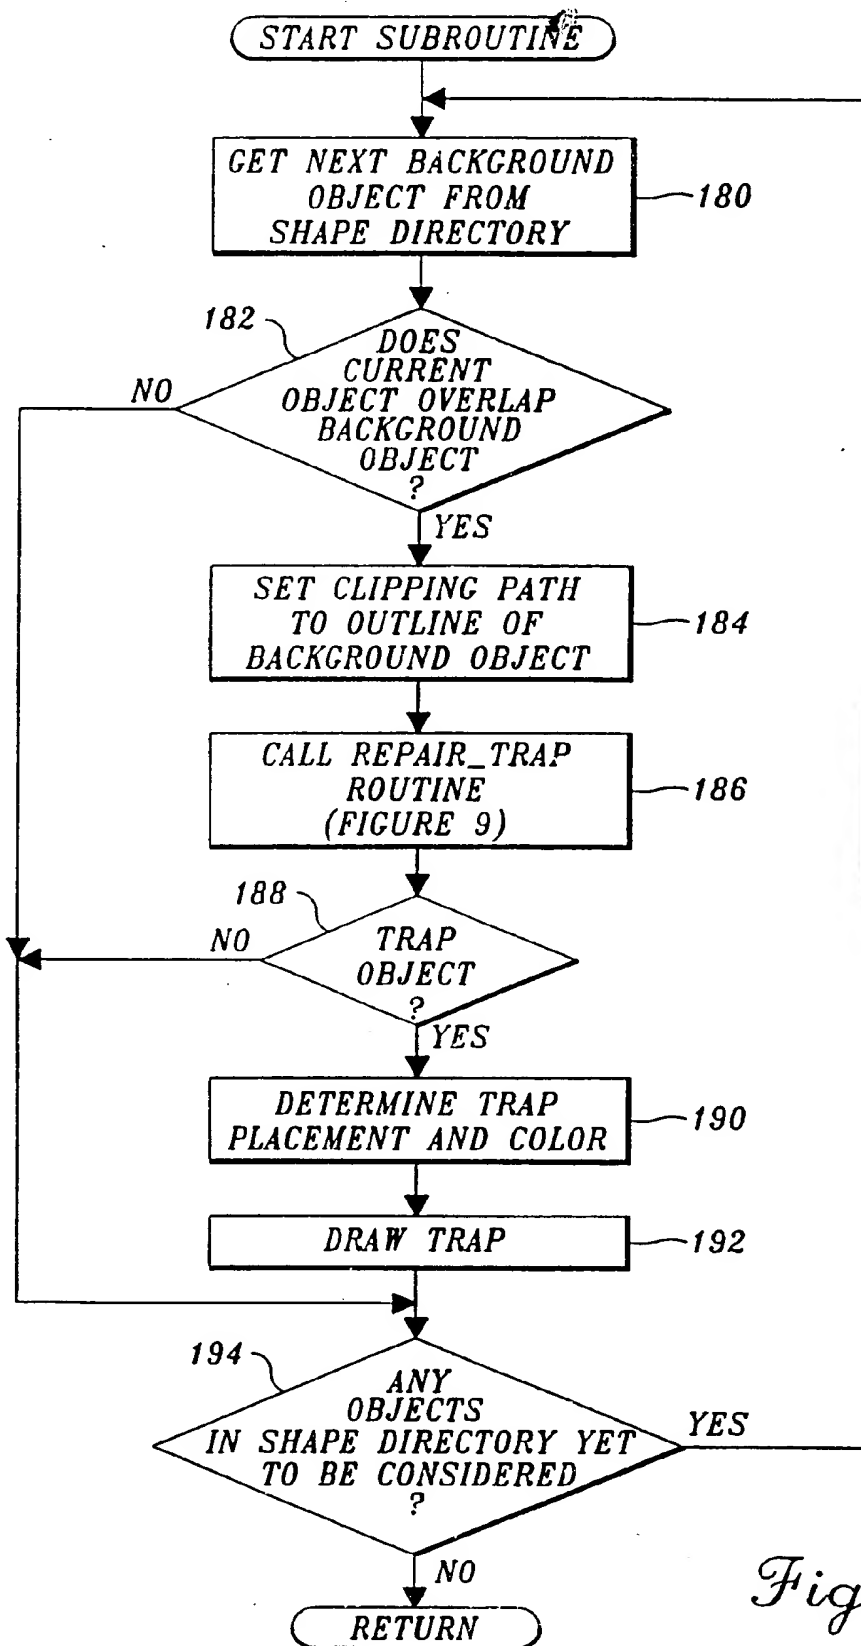 START SUBROUTINE
GET NEXT BACKGROUND
OBJECT FROM
SHAPE DIRECTORY
180
182
DOES
CURRENT
OBJECT OVERLAP
BACKGROUND
OBJECT
?
NO
YES
SET CLIPPING PATH
TO OUTLINE OF
BACKGROUND OBJECT
184
CALL REPAIR_TRAP
ROUTINE
(FIGURE 9)
186
188
TRAP
OBJECT
?
NO
YES
DETERMINE TRAP
PLACEMENT AND COLOR
190
DRAW TRAP
192
194
ANY
OBJECTS
IN SHAPE DIRECTORY YET
TO BE CONSIDERED
?
YES
NO
RETURN
Fig